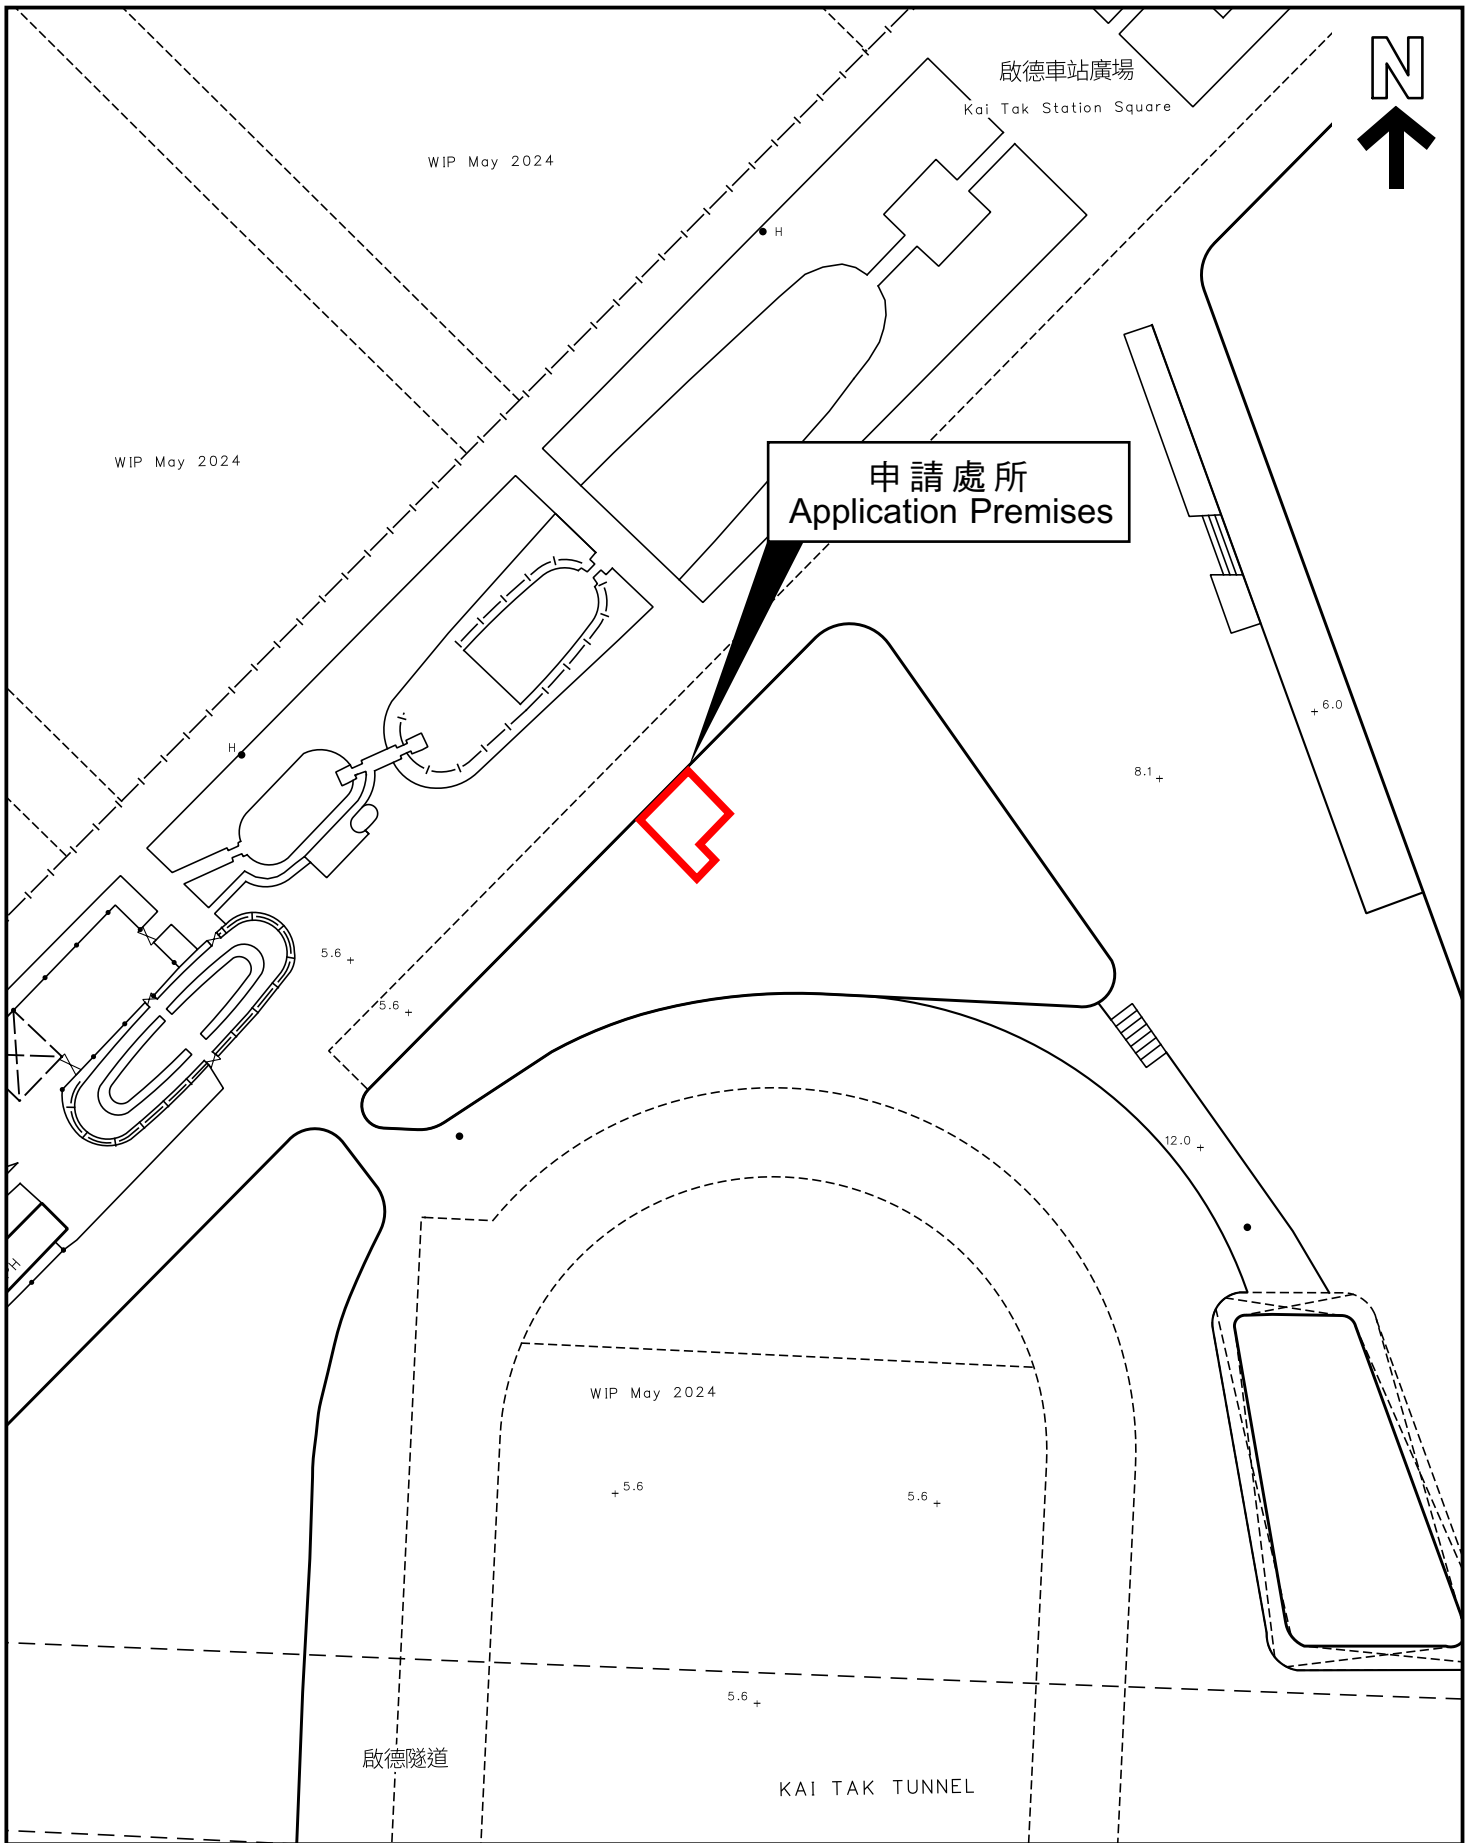 啟德車站廣場
Kai Tak Station Square
N
WIP May 2024
H
WIP May 2024
申請處所
Application Premises
6.0
H
8.1
5.6
5.6
12.0
H
WIP May 2024
5.6
5.6
5.6
啟德隧道
KAI TAK TUNNEL